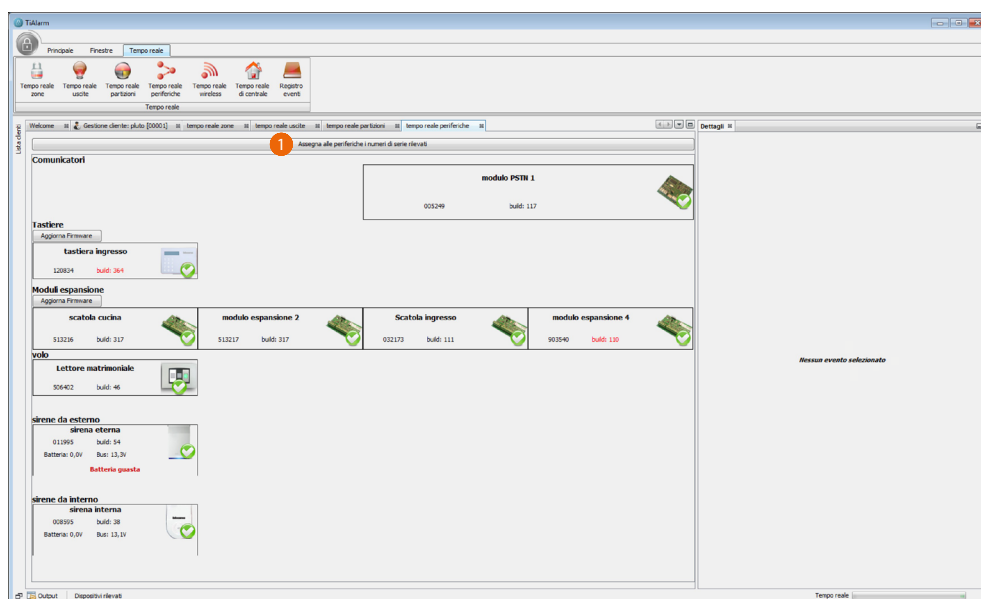 TiAlarm
Principale Finestre Tempo reale
Tempo reale zone
Tempo reale uscite
Tempo reale partizioni
Tempo reale periferiche
Tempo reale wireless
Tempo reale di centrale
Registro eventi
Tempo reale
Lista clienti
Welcome Gestione cliente: pluto [00001] tempo reale zone tempo reale uscite tempo reale partizioni tempo reale periferiche
Dettagli
1 Assegna alle periferiche i numeri di serie rilevati
Comunicatori
modulo PSTN 1
005249 build: 117
Tastiere
Aggiorna Firmware
tastiera ingresso
120834 build: 364
Moduli espansione
Aggiorna Firmware
scatola cucina
513216 build: 317
modulo espansione 2
513217 build: 317
Scatola ingresso
032173 build: 111
modulo espansione 4
903540 build: 110
volo
Lettore matrimoniale
506402 build: 46
sirene da esterno
sirena eterna
011995 build: 54
Batteria: 0,0V Bus: 13,3V
Batteria guasta
sirene da interno
sirena interna
008595 build: 38
Batteria: 0,0V Bus: 13,1V
Nessun evento selezionato
Output Dispositivi rilevati
Tempo reale